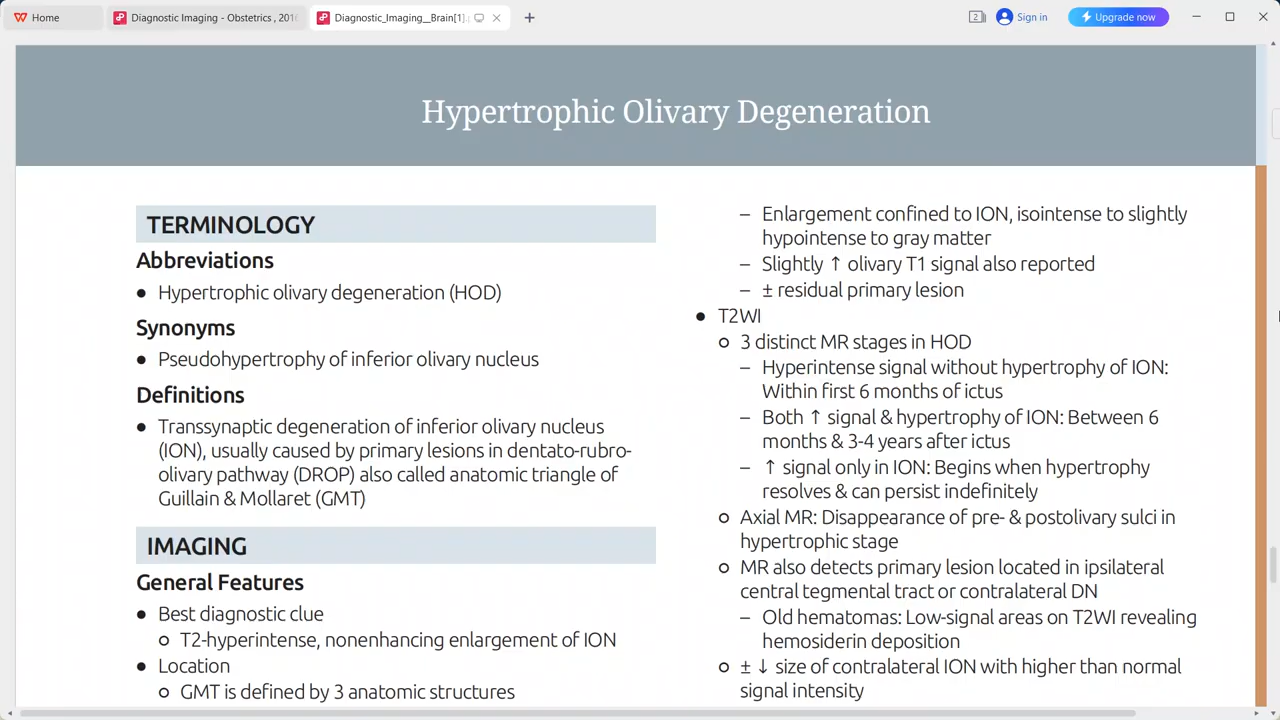 Home
Diagnostic Imaging - Obstetrics , 2016
Diagnostic_Imaging__Brain[1].
2
Sign in
Upgrade now
Hypertrophic Olivary Degeneration
TERMINOLOGY
Abbreviations
● Hypertrophic olivary degeneration (HOD)
Synonyms
● Pseudohypertrophy of inferior olivary nucleus
Definitions
● Transsynaptic degeneration of inferior olivary nucleus
(ION), usually caused by primary lesions in dentato-rubro-
olivary pathway (DROP) also called anatomic triangle of
Guillain & Mollaret (GMT)
IMAGING
General Features
● Best diagnostic clue
○ T2-hyperintense, nonenhancing enlargement of ION
● Location
○ GMT is defined by 3 anatomic structures
– Enlargement confined to ION, isointense to slightly
hypointense to gray matter
– Slightly ↑ olivary T1 signal also reported
– ± residual primary lesion
● T2WI
○ 3 distinct MR stages in HOD
– Hyperintense signal without hypertrophy of ION:
Within first 6 months of ictus
– Both ↑ signal & hypertrophy of ION: Between 6
months & 3-4 years after ictus
– ↑ signal only in ION: Begins when hypertrophy
resolves & can persist indefinitely
○ Axial MR: Disappearance of pre- & postolivary sulci in
hypertrophic stage
○ MR also detects primary lesion located in ipsilateral
central tegmental tract or contralateral DN
– Old hematomas: Low-signal areas on T2WI revealing
hemosiderin deposition
○ ± ↓ size of contralateral ION with higher than normal
signal intensity